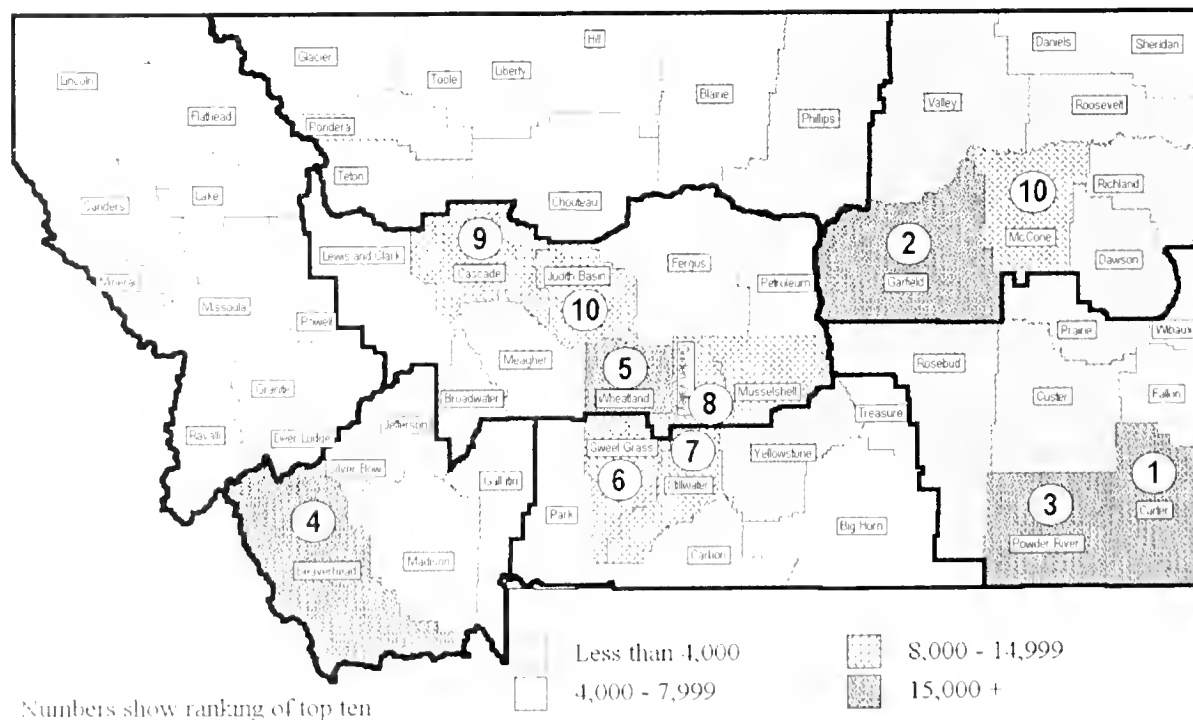 Hill
Daniels
Sheridan
Glacier
Toole
Liberty
Lincoln
Blaine
Valley
Roosevelt
Flathead
Phillips
Pondera
Teton
Richland
Lake
Sanders
Chouteau
10
McCone
9
2
Lewis and Clark
Cascade
Judith Basin
Fergus
Dawson
Mineral
Petroleum
Garfield
Missoula
10
Powell
Prairie
Wibaux
Meagher
5
Rosebud
Granite
Broadwater
Wheatland
8
Musselshell
Custer
Fallon
Treasure
Jefferson
Ravalli
Deer Lodge
Sweet Grass
7
Yellowstone
Silver Bow
Gallatin
6
Stillwater
1
4
3
Carter
Park
Big Horn
Powder River
Madison
Carbon
Beaverhead
Less than 4,000
8,000 - 14,999
4,000 - 7,999
15,000 +
Numbers show ranking of top ten